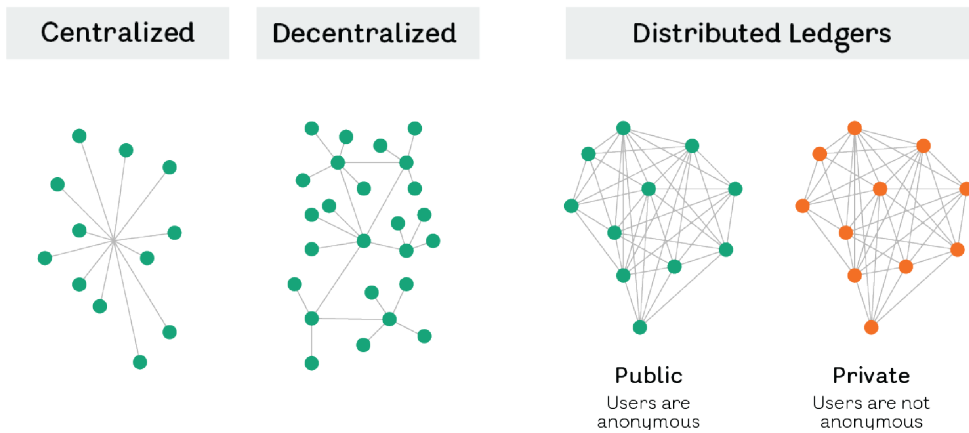 Centralized
Decentralized
Distributed Ledgers
Public
Users are
anonymous
Private
Users are not
anonymous